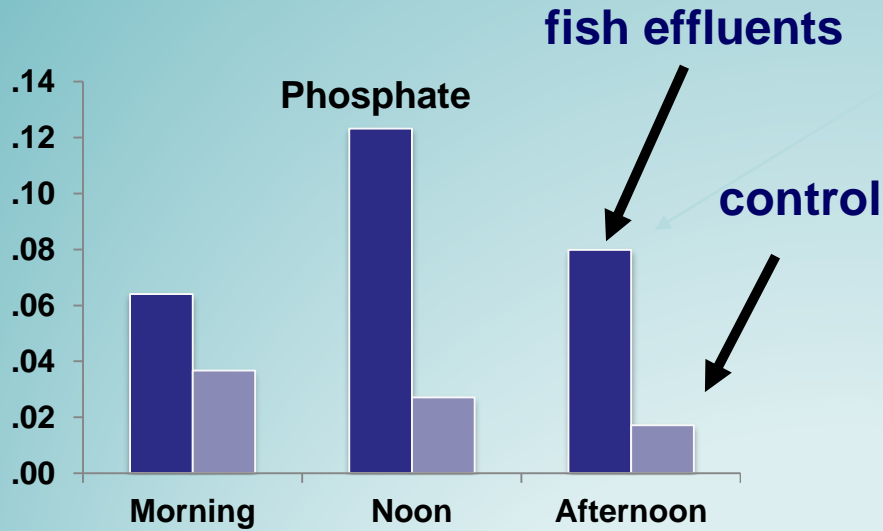 fish effluents
Phosphate
control
.14
.12
.10
.08
.06
.04
.02
.00
Morning Noon Afternoon